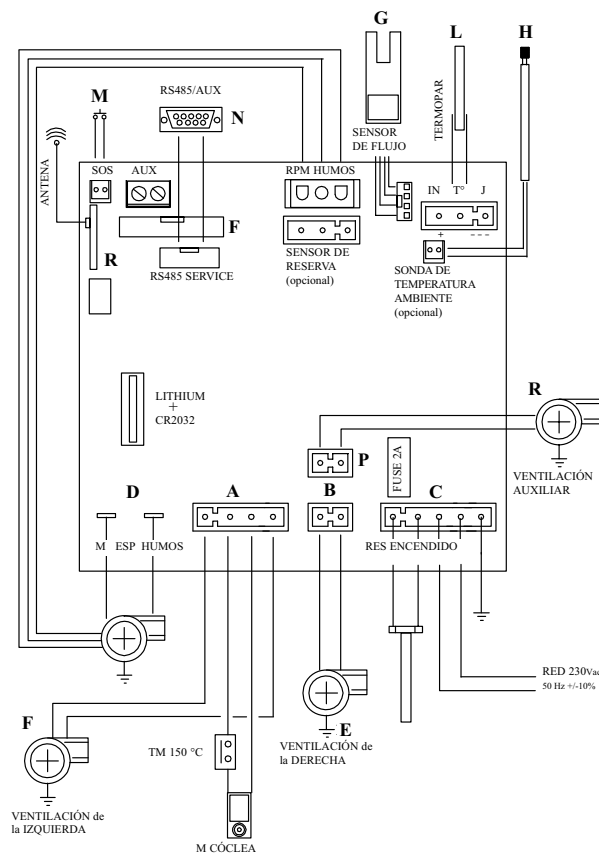 G
L
H
M
RS485/AUX
N
TERMOPAR
SENSOR
DE FLUJO
ANTENA
SOS
AUX
RPM HUMOS
IN T° J
F
+ ---
R
RS485 SERVICE
SENSOR DE
RESERVA
(opcional)
SONDA DE
TEMPERATURA
AMBIENTE
(opcional)
LITHIUM
+
CR2032
R
P
FUSE 2A
VENTILACIÓN
AUXILIAR
D
A
B
C
M ESP HUMOS
RES ENCENDIDO
RED 230Vac
50 Hz +/-10%
F
E
TM 150 °C
VENTILACIÓN de
la DERECHA
VENTILACIÓN de
la IZQUIERDA
M CÓCLEA